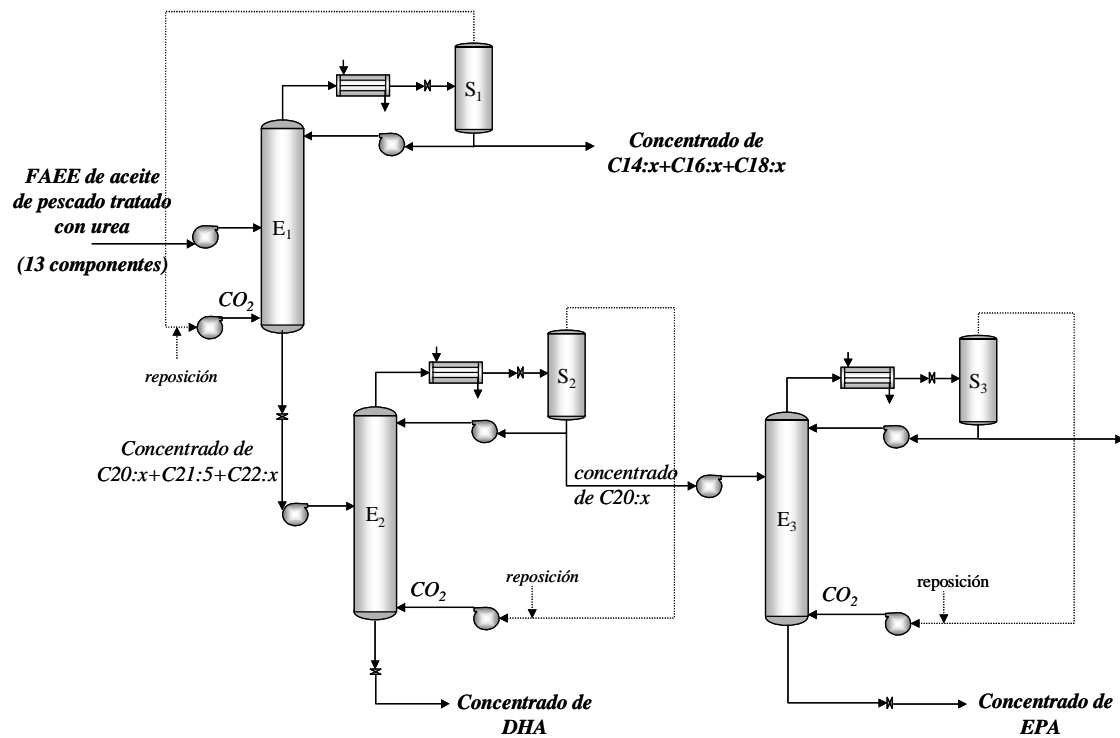 S1
Concentrado de
C14:x+C16:x+C18:x
FAEE de aceite
de pescado tratado
con urea
(13 componentes)
E1
CO2
reposición
S2
S3
Concentrado de
C20:x+C21:5+C22:x
concentrado
de C20:x
E2
E3
reposición
CO2
reposición
CO2
Concentrado de
DHA
Concentrado de
EPA